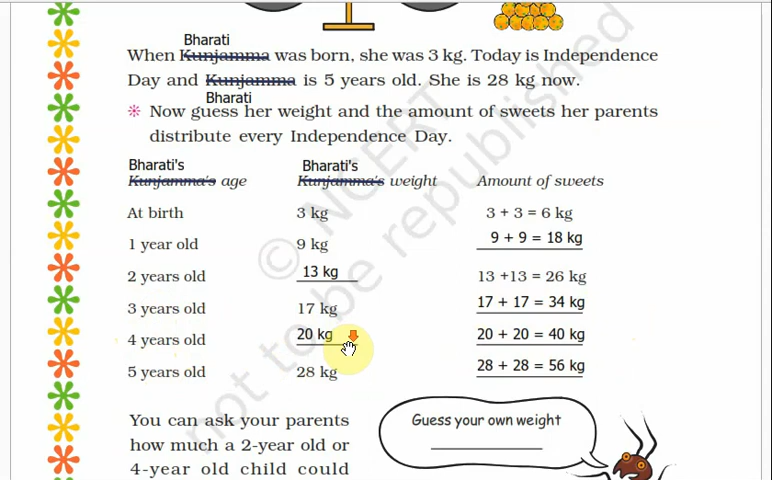 Bharati
When Kunjamma was born, she was 3 kg. Today is Independence
Day and Kunjamma is 5 years old. She is 28 kg now.
Bharati
Now guess her weight and the amount of sweets her parents
distribute every Independence Day.
Bharati's Bharati's
Kunjamma's age Kunjamma's weight Amount of sweets
At birth 3 kg 3 + 3 = 6 kg
1 year old 9 kg 9 + 9 = 18 kg
2 years old 13 kg 13 +13 = 26 kg
3 years old 17 kg 17 + 17 = 34 kg
4 years old 20 kg 20 + 20 = 40 kg
5 years old 28 kg 28 + 28 = 56 kg
You can ask your parents
how much a 2-year old or
4-year old child could
Guess your own weight
© NCERT
not to be republished